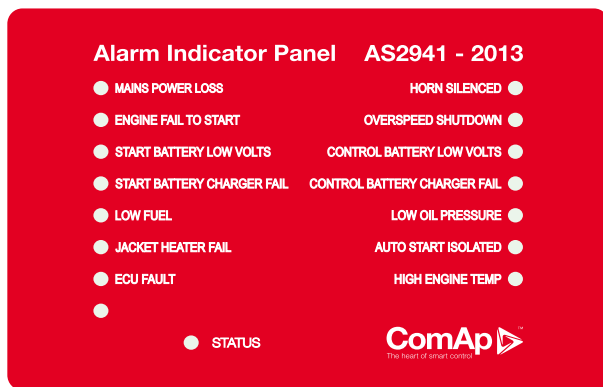 Alarm Indicator Panel AS2941 - 2013
MAINS POWER LOSS
HORN SILENCED
ENGINE FAIL TO START
OVERSPEED SHUTDOWN
START BATTERY LOW VOLTS
CONTROL BATTERY LOW VOLTS
START BATTERY CHARGER FAIL
CONTROL BATTERY CHARGER FAIL
LOW FUEL
LOW OIL PRESSURE
JACKET HEATER FAIL
AUTO START ISOLATED
ECU FAULT
HIGH ENGINE TEMP
STATUS
ComAp ™
The heart of smart control